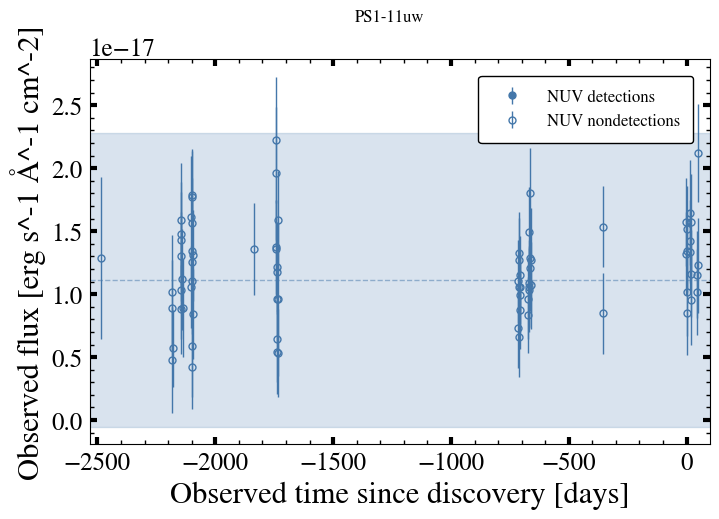 PS1-11uw
1e−17
NUV detections
NUV nondetections
2.5
2.0
1.5
1.0
0.5
0.0
Observed flux [erg s^-1 Å^-1 cm^-2]
−2500 −2000 −1500 −1000 −500 0
Observed time since discovery [days]